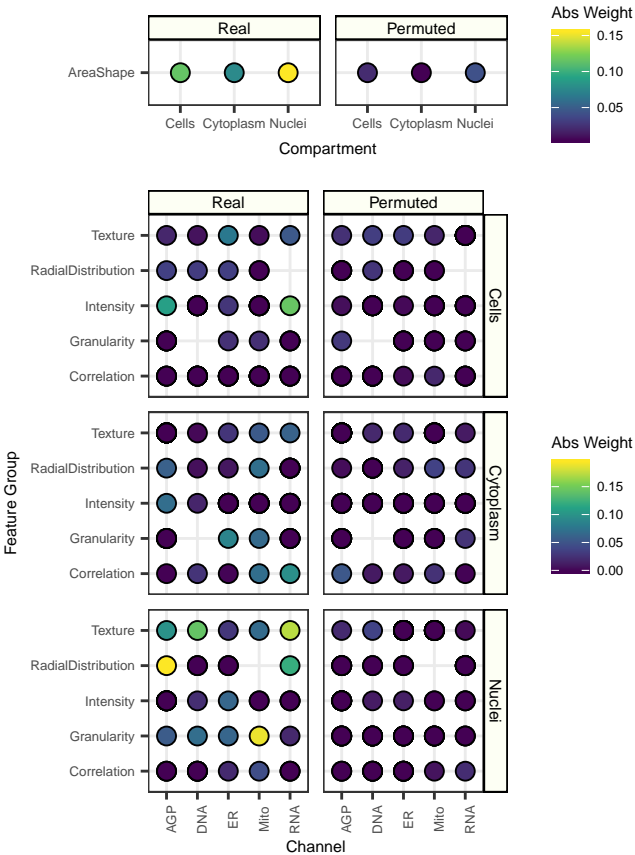 Real Permuted
AreaShape
Cells Cytoplasm Nuclei Cells Cytoplasm Nuclei
Compartment
Abs Weight
0.15
0.10
0.05
Real Permuted
Texture
RadialDistribution
Intensity
Granularity
Correlation
Cells
Texture
RadialDistribution
Intensity
Granularity
Correlation
Cytoplasm
Texture
RadialDistribution
Intensity
Granularity
Correlation
Nuclei
Feature Group
AGP DNA ER Mito RNA AGP DNA ER Mito RNA
Channel
Abs Weight
0.15
0.10
0.05
0.00